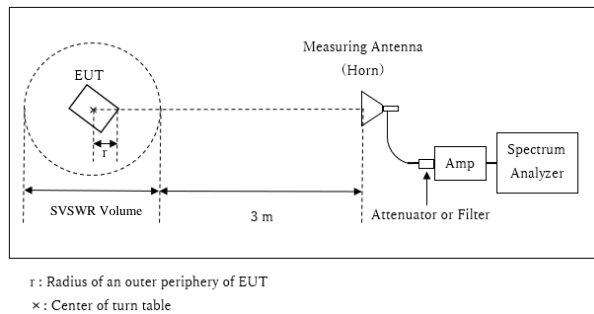 Measuring Antenna
(Horn)
EUT
×
r
Amp
Spectrum
Analyzer
SVSWR Volume
3 m
Attenuator or Filter
r : Radius of an outer periphery of EUT
× : Center of turn table